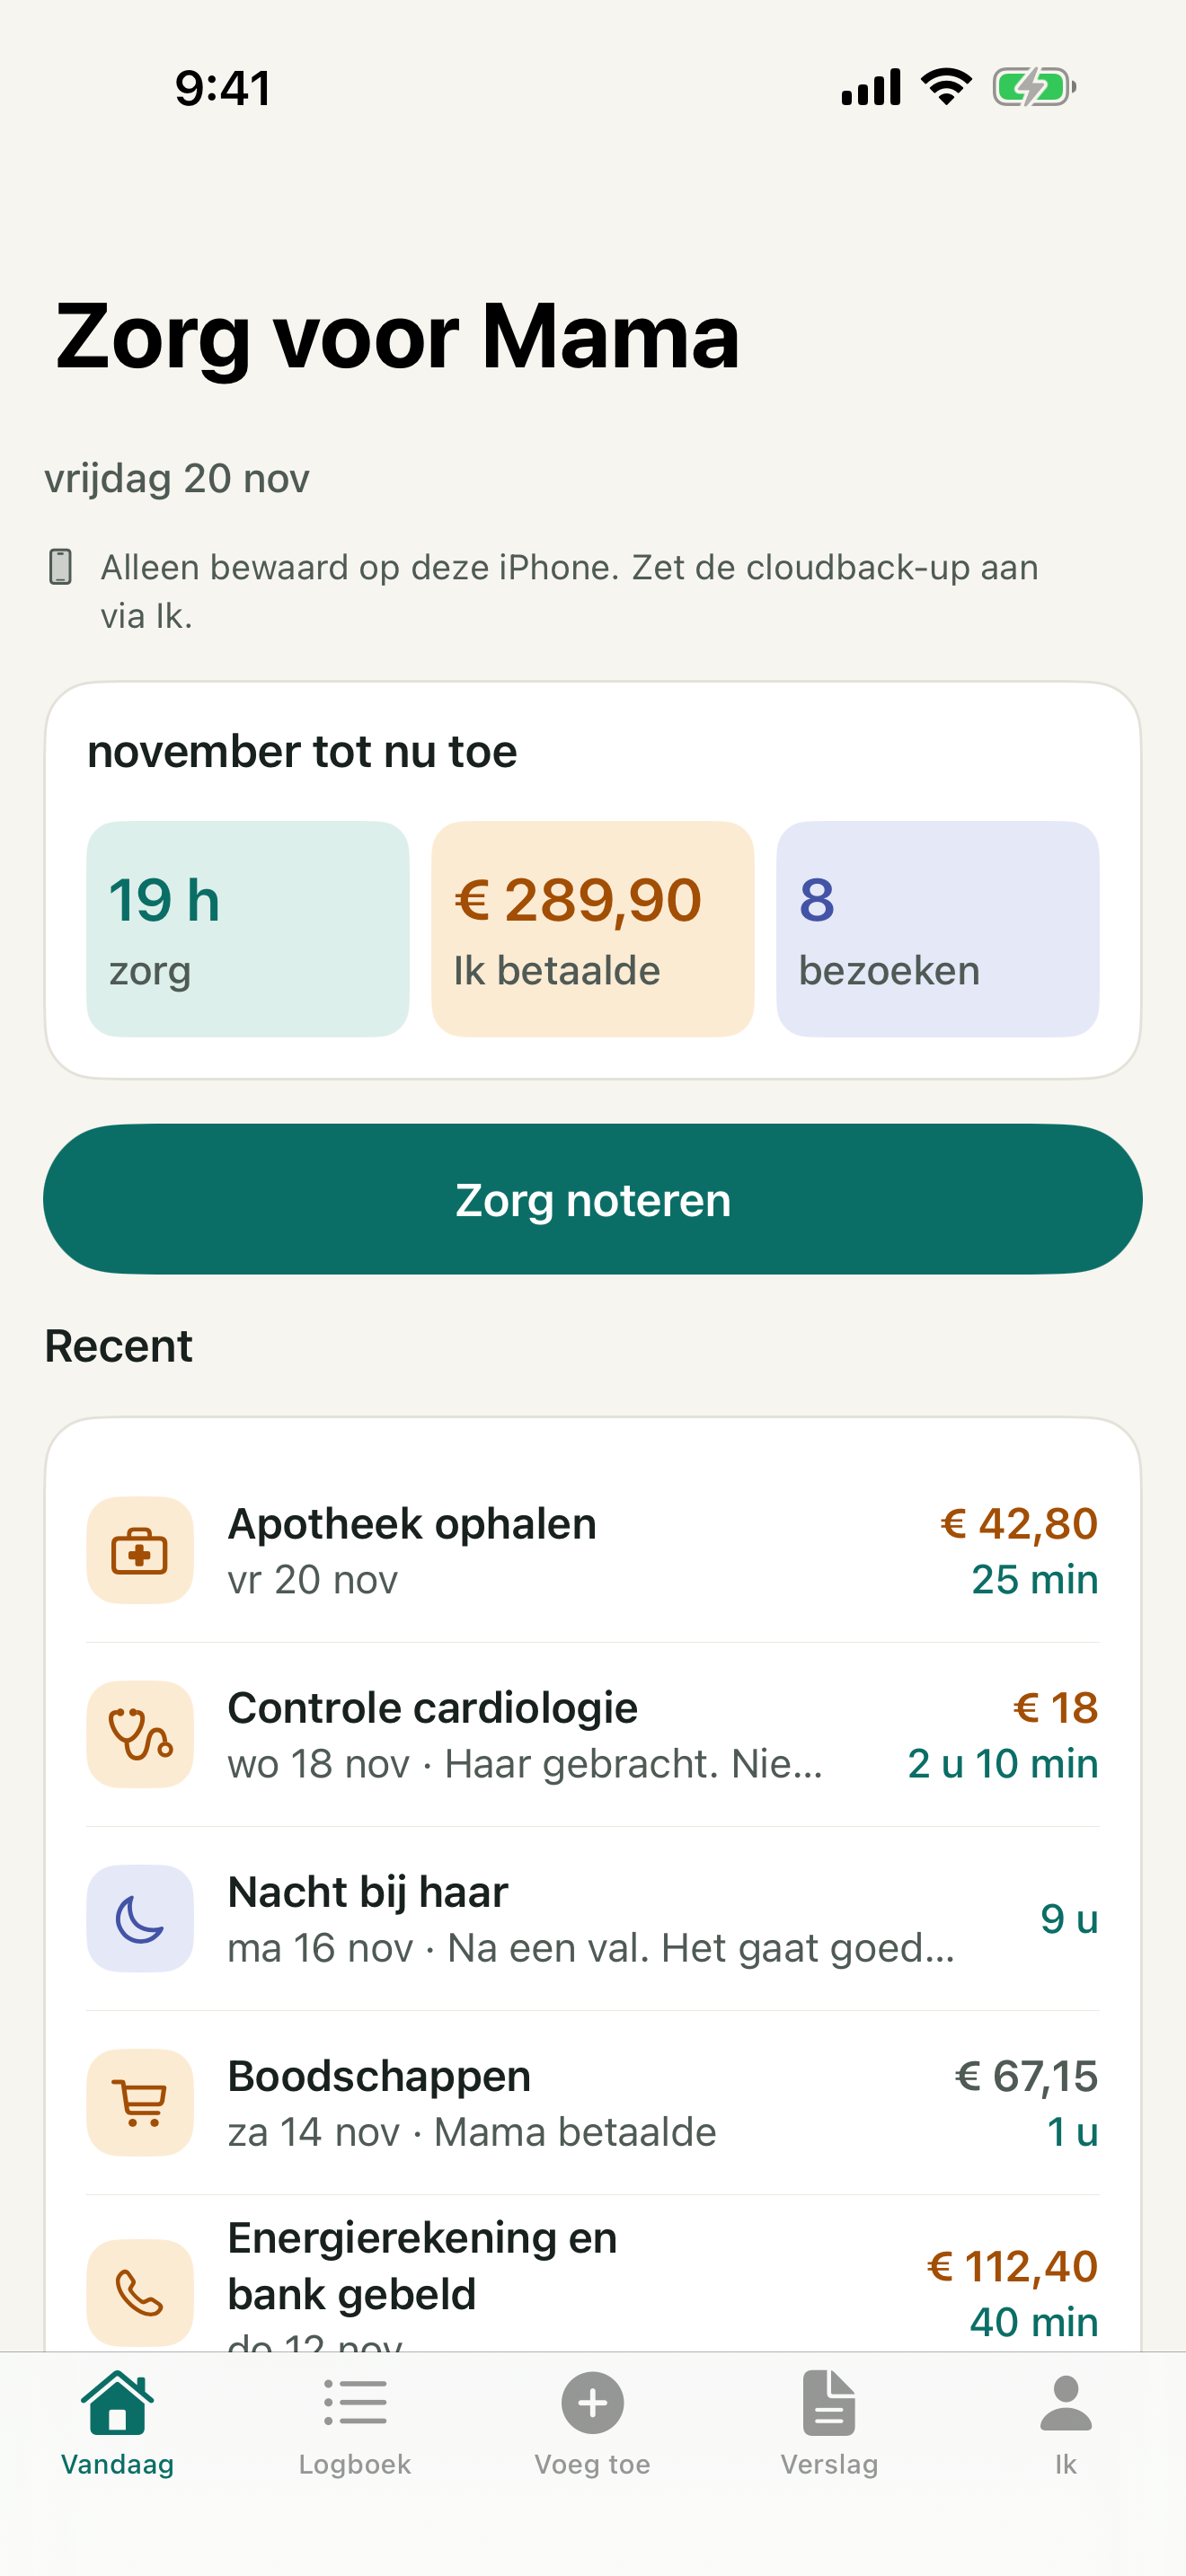 9:41
Zorg voor Mama
vrijdag 20 nov
Alleen bewaard op deze iPhone. Zet de cloudback-up aan
via Ik.
november tot nu toe
19 h
zorg
€ 289,90
Ik betaalde
8
bezoeken
Zorg noteren
Recent
Apotheek ophalen
vr 20 nov
€ 42,80
25 min
Controle cardiologie
wo 18 nov · Haar gebracht. Nie...
€ 18
2 u 10 min
Nacht bij haar
ma 16 nov · Na een val. Het gaat goed...
9 u
Boodschappen
za 14 nov · Mama betaalde
€ 67,15
1 u
Energierekening en
bank gebeld
do 12 nov
€ 112,40
40 min
Vandaag
Logboek
Voeg toe
Verslag
Ik